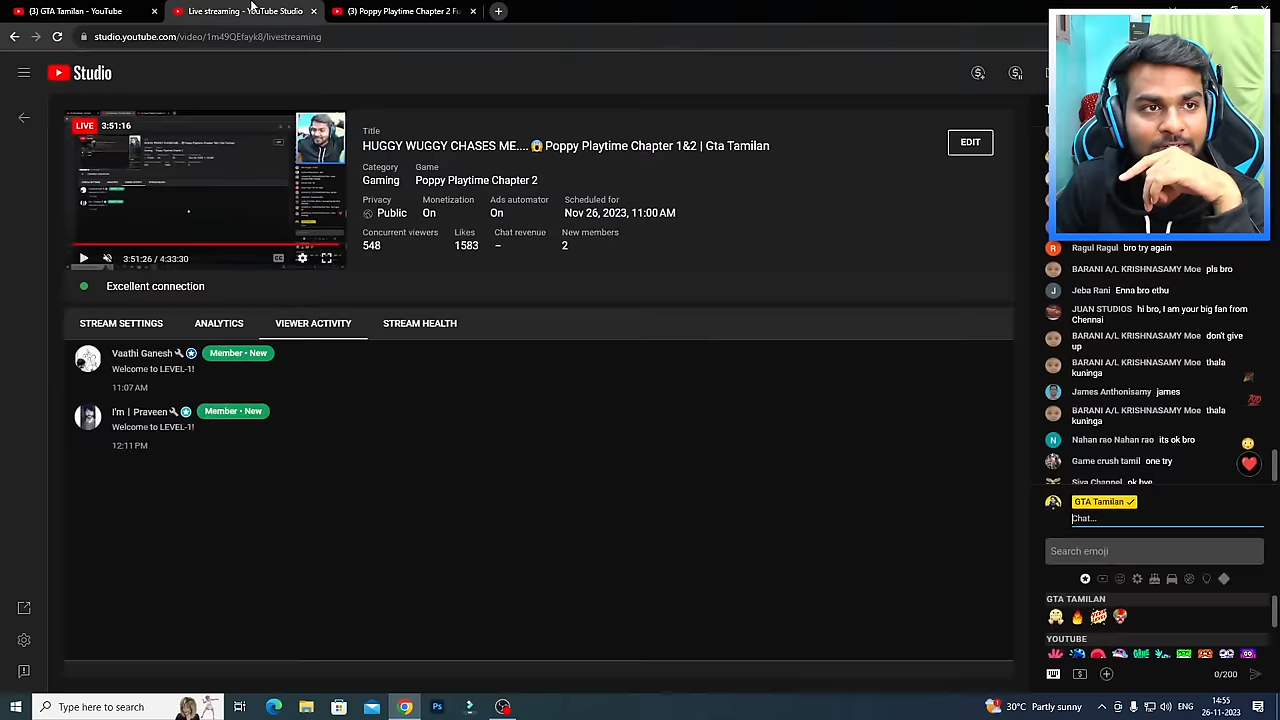 (3) GTA Tamilan - YouTube
Live streaming - YouTube Studio
(3) Poppy Playtime Chapter 2
studio.youtube.com/video/1m49QEfayk8/livestreaming
Studio
LIVE 3:51:16
3:51:26 / 4:33:30
Title
HUGGY WUGGY CHASES ME....😱Poppy Playtime Chapter 1&2 | Gta Tamilan
EDIT
Category
Game
Gaming
Poppy Playtime Chapter 2
Privacy
Ads automator
Scheduled for
Public
On
On
Nov 26, 2023, 11:00 AM
Concurrent viewers
Likes
Chat revenue
New members
548
1583
–
2
Excellent connection
STREAM SETTINGS
ANALYTICS
VIEWER ACTIVITY
STREAM HEALTH
Vaathi Ganesh Member • New
Welcome to LEVEL-1!
11:07 AM
I'm | Praveen Member • New
Welcome to LEVEL-1!
12:11 PM
Ragul Ragul bro try again
BARANI A/L KRISHNASAMY Moe pls bro
Jeba Rani Enna bro ethu
JUAN STUDIOS hi bro, I am your big fan from
Chennai
BARANI A/L KRISHNASAMY Moe don't give
up
BARANI A/L KRISHNASAMY Moe thala
kuninga
James Anthonisamy james
BARANI A/L KRISHNASAMY Moe thala
kuninga
Nahan rao Nahan rao its ok bro
Game crush tamil one try
Siva Channel ok bye
GTA Tamilan
Chat...
Search emoji
GTA TAMILAN
YOUTUBE
0/200
Type here to search
30°C Partly sunny
ENG
14:55
26-11-2023